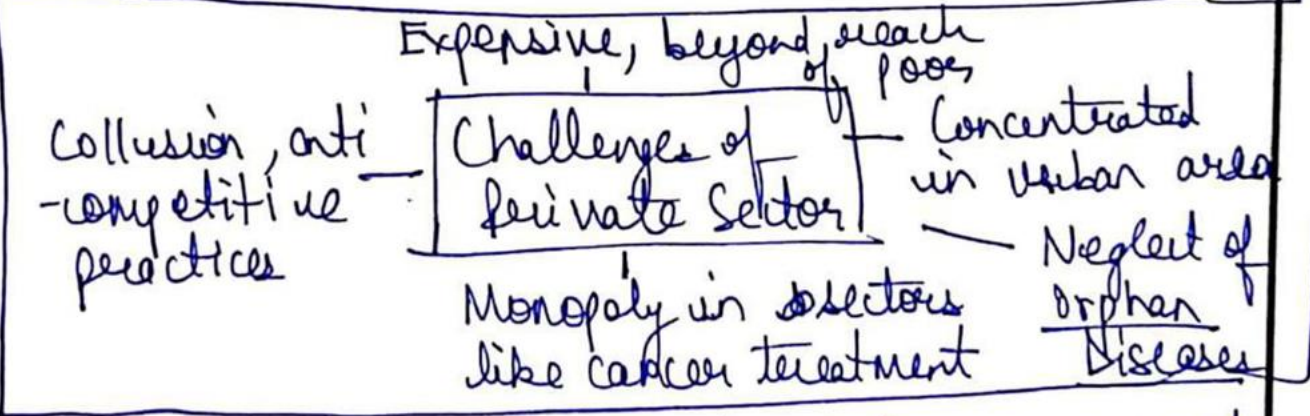 Expensive, beyond reach
of poor
Collusion, anti
-competitive
practices
Challenges of
Private Sector
Concentrated
in urban area
Neglect of
Orphan
Diseases
Monopoly in sectors
like cancer treatment